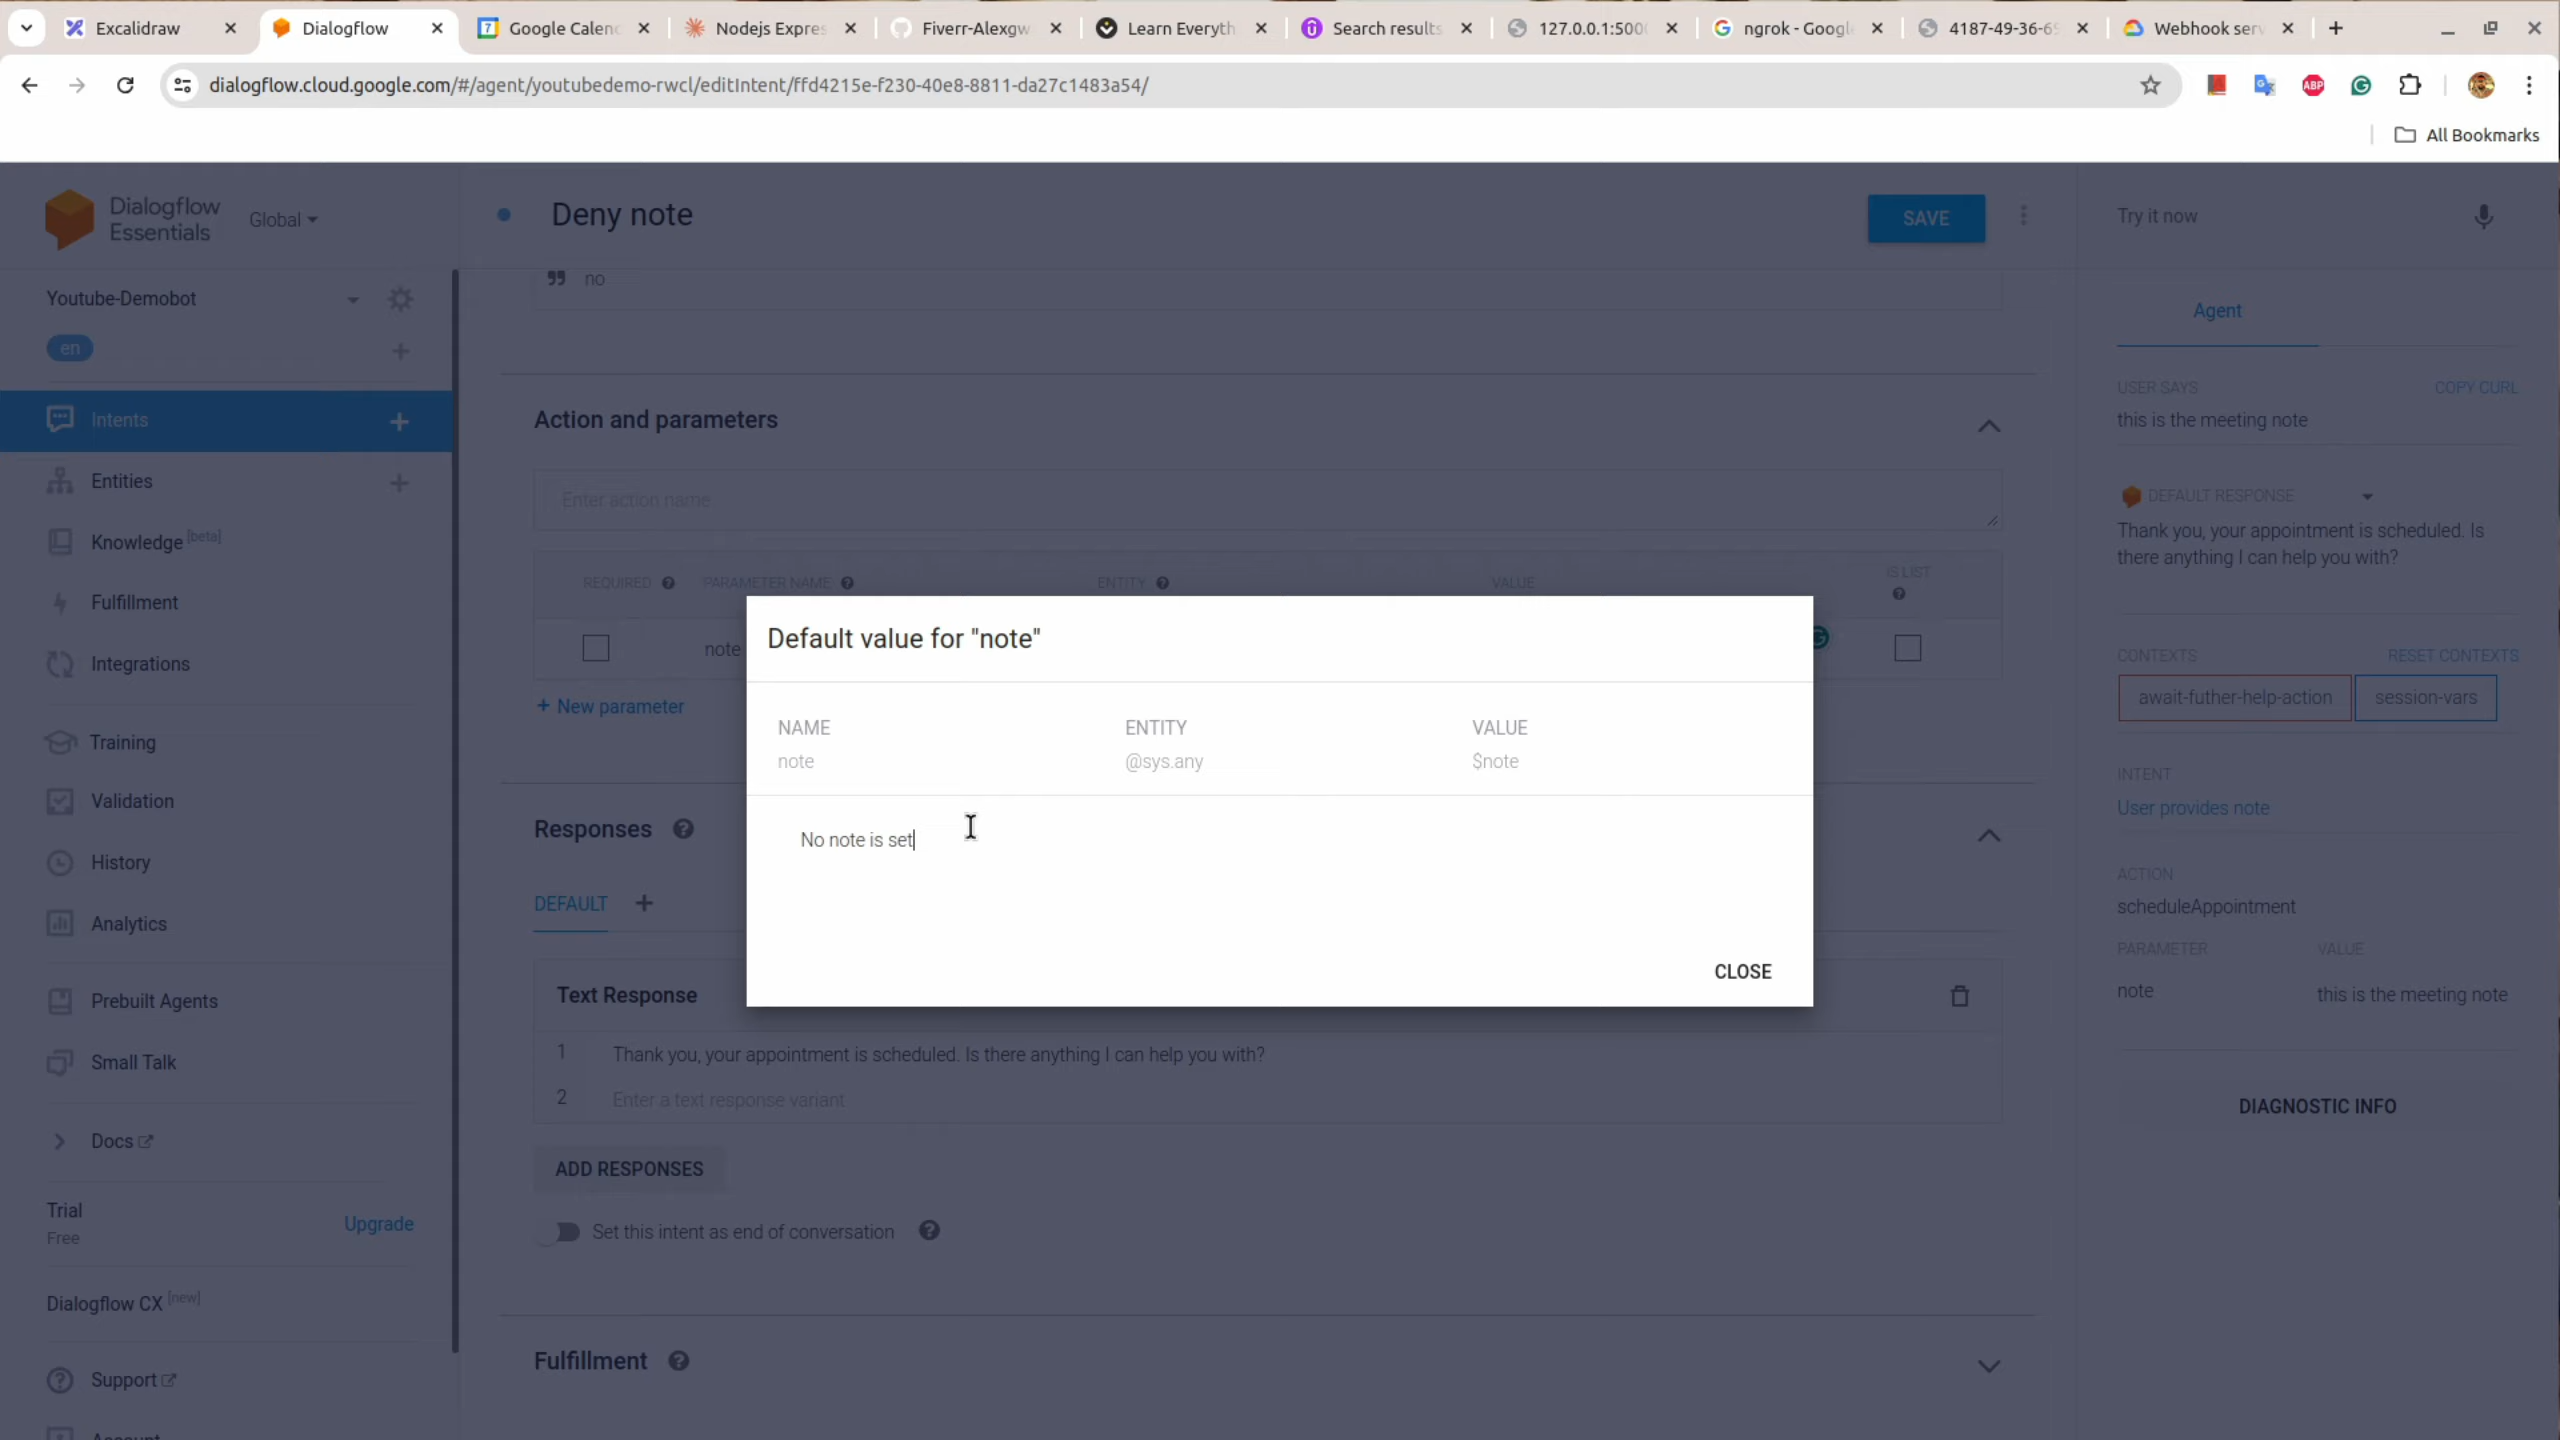 Excalidraw
Dialogflow
Google Calen
Nodejs Expres
Fiverr-Alexgw
Learn Everyth
Search results
127.0.0.1:500
ngrok - Googl
4187-49-36-6
Webhook ser
dialogflow.cloud.google.com/#/agent/youtubedemo-rwcl/editIntent/ffd4215e-f230-40e8-8811-da27c1483a54/
ABP
All Bookmarks
Dialogflow
Essentials
Global
Deny note
SAVE
Try it now
Youtube-Demobot
en
Intents
Entities
Knowledge [beta]
Fulfillment
Integrations
Training
Validation
History
Analytics
Prebuilt Agents
Small Talk
Docs
Trial
Free
Upgrade
Dialogflow CX [new]
Support
no
Action and parameters
Enter action name
REQUIRED PARAMETER NAME ENTITY VALUE IS LIST
note
+ New parameter
Default value for "note"
NAME ENTITY VALUE
note @sys.any $note
No note is set
CLOSE
Responses
DEFAULT
Text Response
1 Thank you, your appointment is scheduled. Is there anything I can help you with?
2 Enter a text response variant
ADD RESPONSES
Set this intent as end of conversation
Fulfillment
Agent
USER SAYS COPY CURL
this is the meeting note
DEFAULT RESPONSE
Thank you, your appointment is scheduled. Is
there anything I can help you with?
CONTEXTS RESET CONTEXTS
await-futher-help-action session-vars
INTENT
User provides note
ACTION
scheduleAppointment
PARAMETER VALUE
note this is the meeting note
DIAGNOSTIC INFO